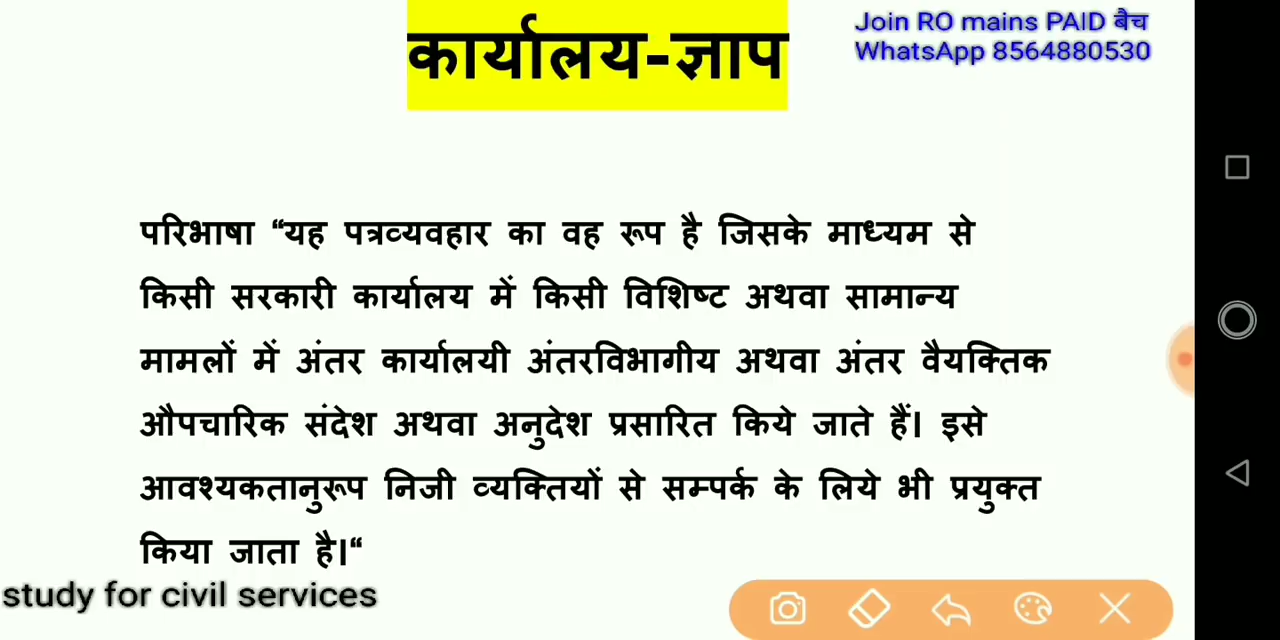 कार्यालय-ज्ञाप
Join RO mains PAID बैच
WhatsApp 8564880530
परिभाषा “यह पत्रव्यवहार का वह रूप है जिसके माध्यम से
किसी सरकारी कार्यालय में किसी विशिष्ट अथवा सामान्य
मामलों में अंतर कार्यालयी अंतरविभागीय अथवा अंतर वैयक्तिक
औपचारिक संदेश अथवा अनुदेश प्रसारित किये जाते हैं। इसे
आवश्यकतानुरूप निजी व्यक्तियों से सम्पर्क के लिये भी प्रयुक्त
किया जाता है।“
study for civil services